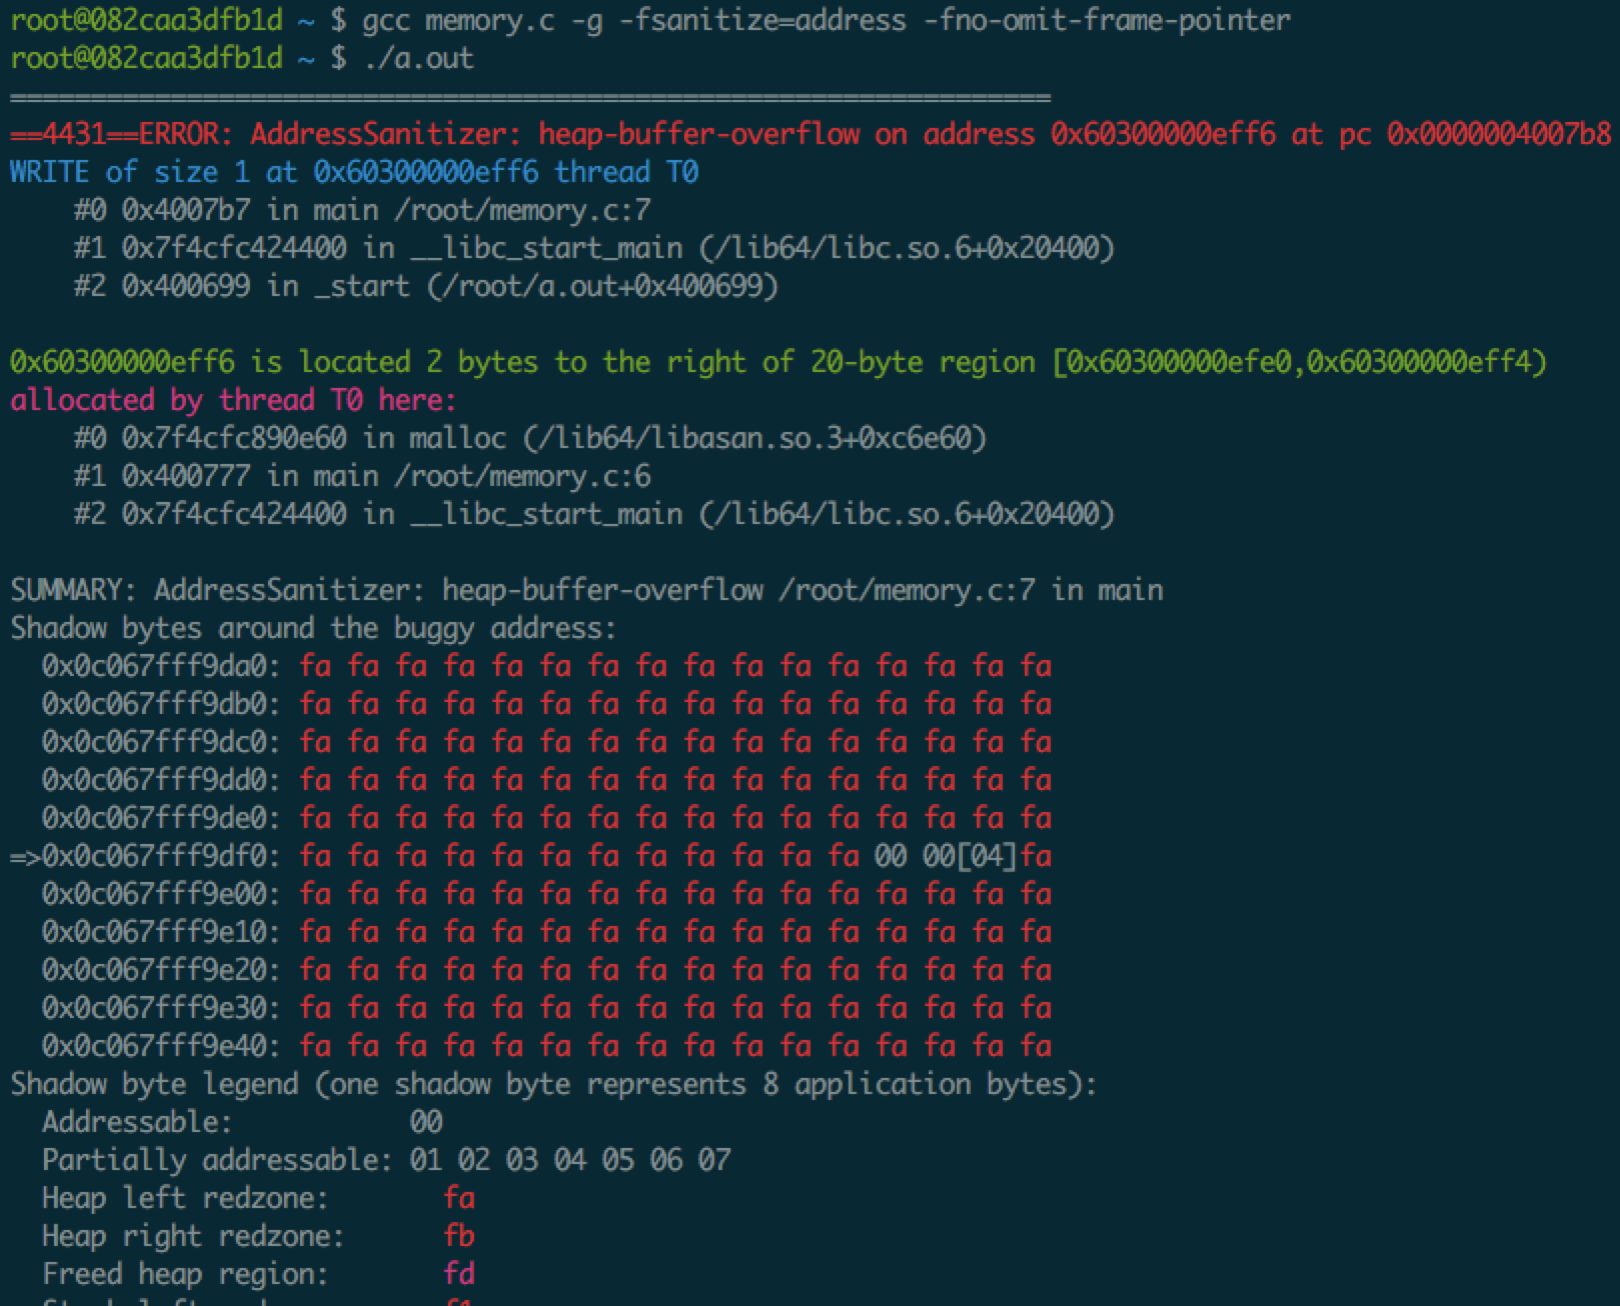 root@082caa3dfb1d ~ $ gcc memory.c -g -fsanitize=address -fno-omit-frame-pointer
root@082caa3dfb1d ~ $ ./a.out
=================================================================
==4431==ERROR: AddressSanitizer: heap-buffer-overflow on address 0x60300000eff6 at pc 0x0000004007b8
WRITE of size 1 at 0x60300000eff6 thread T0
    #0 0x4007b7 in main /root/memory.c:7
    #1 0x7f4cfc424400 in __libc_start_main (/lib64/libc.so.6+0x20400)
    #2 0x400699 in _start (/root/a.out+0x400699)

0x60300000eff6 is located 2 bytes to the right of 20-byte region [0x60300000efe0,0x60300000eff4)
allocated by thread T0 here:
    #0 0x7f4cfc890e60 in malloc (/lib64/libasan.so.3+0xc6e60)
    #1 0x400777 in main /root/memory.c:6
    #2 0x7f4cfc424400 in __libc_start_main (/lib64/libc.so.6+0x20400)

SUMMARY: AddressSanitizer: heap-buffer-overflow /root/memory.c:7 in main
Shadow bytes around the buggy address:
  0x0c067fff9da0: fa fa fa fa fa fa fa fa fa fa fa fa fa fa fa fa
  0x0c067fff9db0: fa fa fa fa fa fa fa fa fa fa fa fa fa fa fa fa
  0x0c067fff9dc0: fa fa fa fa fa fa fa fa fa fa fa fa fa fa fa fa
  0x0c067fff9dd0: fa fa fa fa fa fa fa fa fa fa fa fa fa fa fa fa
  0x0c067fff9de0: fa fa fa fa fa fa fa fa fa fa fa fa fa fa fa fa
=>0x0c067fff9df0: fa fa fa fa fa fa fa fa fa fa fa fa 00 00[04]fa
  0x0c067fff9e00: fa fa fa fa fa fa fa fa fa fa fa fa fa fa fa fa
  0x0c067fff9e10: fa fa fa fa fa fa fa fa fa fa fa fa fa fa fa fa
  0x0c067fff9e20: fa fa fa fa fa fa fa fa fa fa fa fa fa fa fa fa
  0x0c067fff9e30: fa fa fa fa fa fa fa fa fa fa fa fa fa fa fa fa
  0x0c067fff9e40: fa fa fa fa fa fa fa fa fa fa fa fa fa fa fa fa
Shadow byte legend (one shadow byte represents 8 application bytes):
  Addressable:           00
  Partially addressable: 01 02 03 04 05 06 07
  Heap left redzone:       fa
  Heap right redzone:      fb
  Freed heap region:       fd